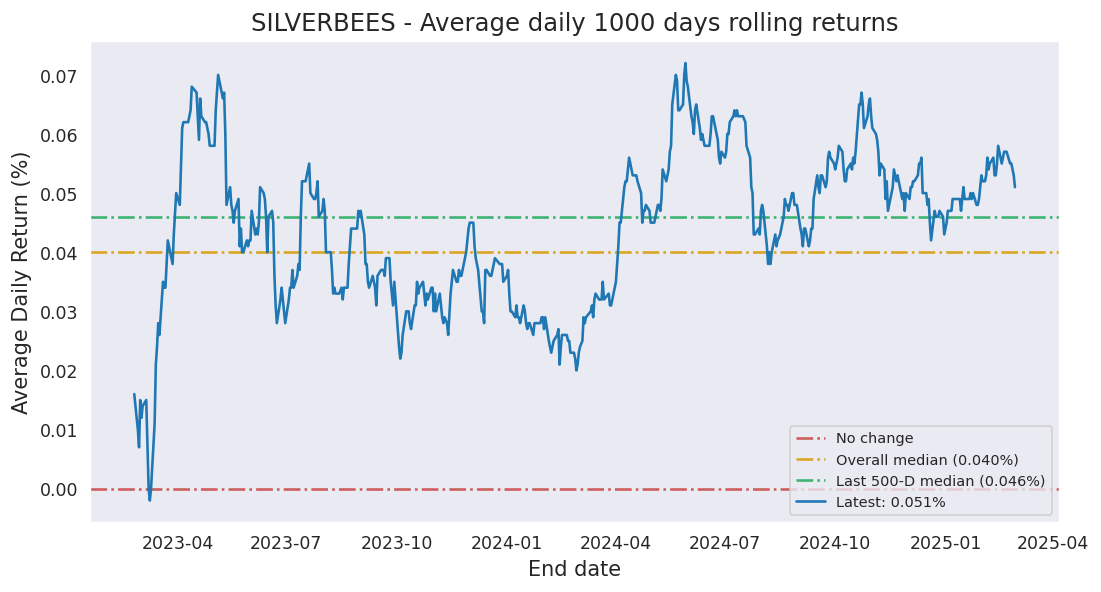 SILVERBEES - Average daily 1000 days rolling returns
Average Daily Return (%)
0.07
0.06
0.05
0.04
0.03
0.02
0.01
0.00
No change
Overall median (0.040%)
Last 500-D median (0.046%)
Latest: 0.051%
2023-04 2023-07 2023-10 2024-01 2024-04 2024-07 2024-10 2025-01 2025-04
End date